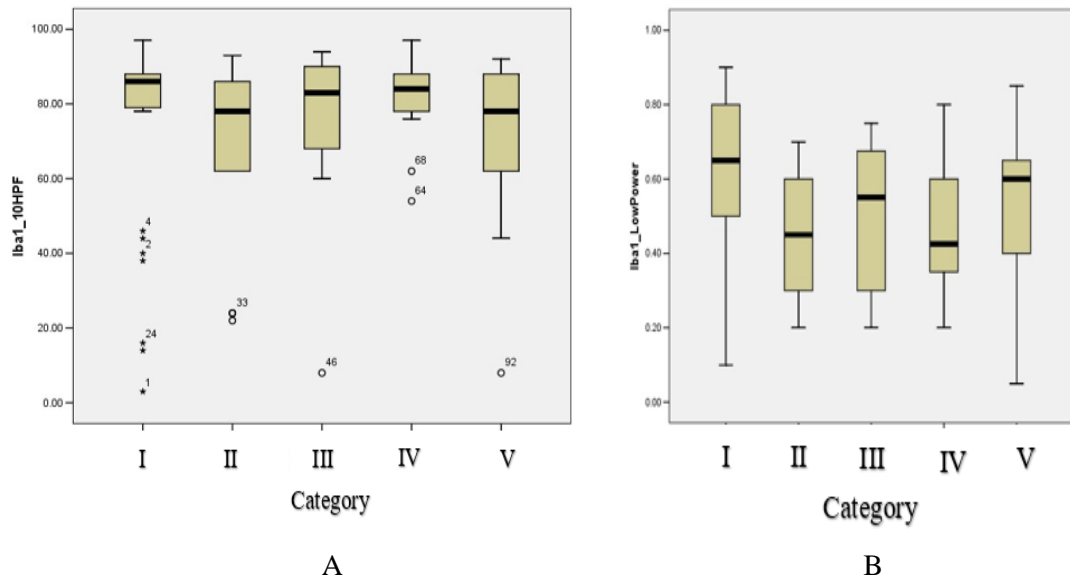 100.00
80.00
60.00
40.00
20.00
0.00
Iba1_10HPF
4
2
24
1
33
46
68
64
92
I II III IV V
Category
A
1.00
0.80
0.60
0.40
0.20
0.00
Iba1_LowPower
I II III IV V
Category
B